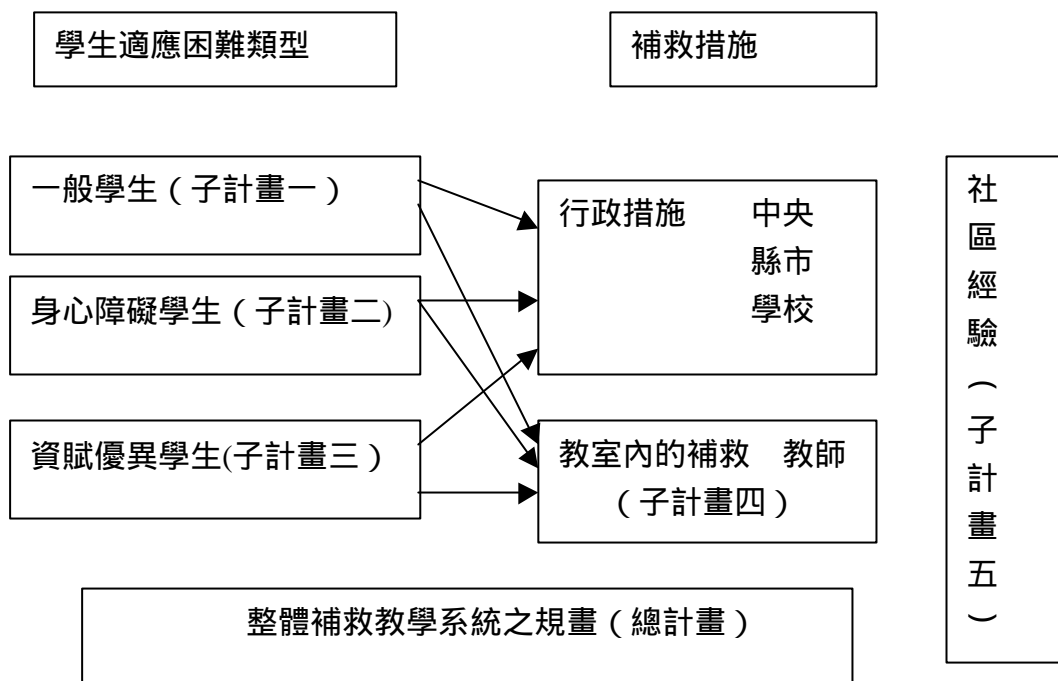 學生適應困難類型
補救措施
一般學生（子計畫一）
身心障礙學生（子計畫二)
資賦優異學生(子計畫三）
行政措施 中央
縣市
學校
教室內的補救 教師
（子計畫四）
社區經驗（子計畫五）
整體補救教學系統之規畫（總計畫）